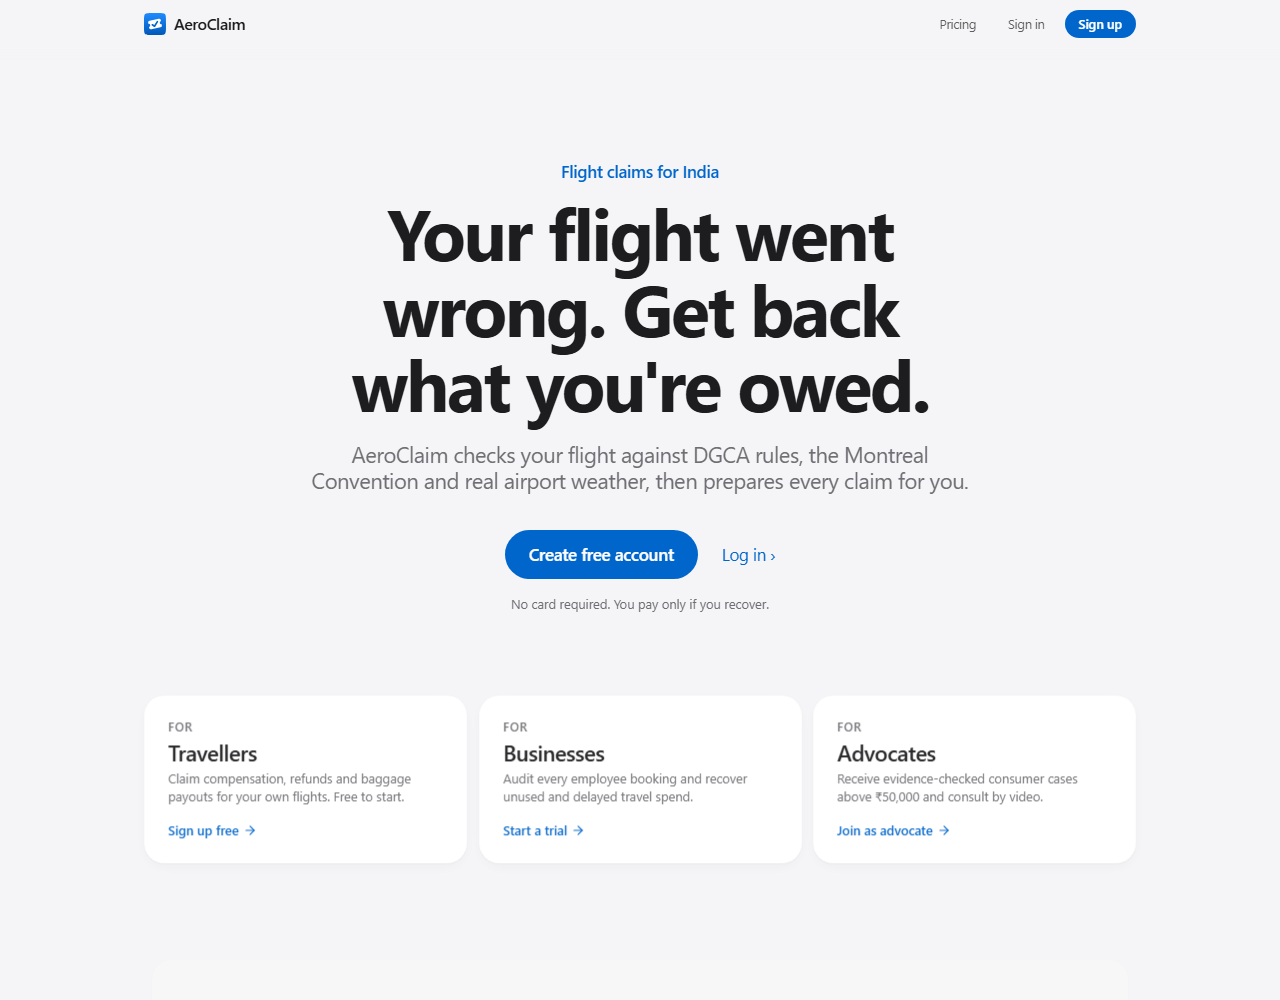 AeroClaim
Pricing
Sign in
Sign up
Flight claims for India
Your flight went
wrong. Get back
what you're owed.
AeroClaim checks your flight against DGCA rules, the Montreal
Convention and real airport weather, then prepares every claim for you.
Create free account
Log in ›
No card required. You pay only if you recover.
FOR
Travellers
Claim compensation, refunds and baggage
payouts for your own flights. Free to start.
Sign up free →
FOR
Businesses
Audit every employee booking and recover
unused and delayed travel spend.
Start a trial →
FOR
Advocates
Receive evidence-checked consumer cases
above ₹50,000 and consult by video.
Join as advocate →